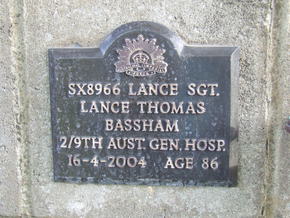 SX8966 LANCE SGT.
LANCE THOMAS
BASSHAM
2/9TH AUST. GEN. HOSP.
16-4-2004 AGE 86